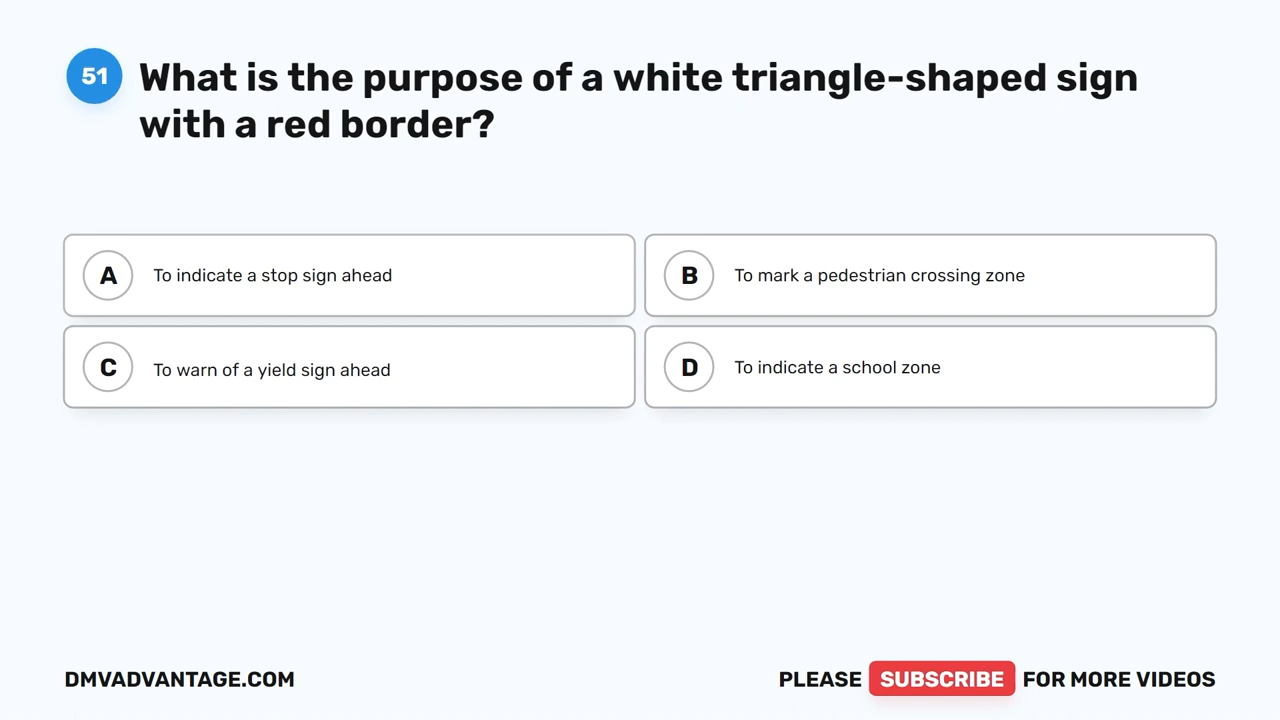 51
What is the purpose of a white triangle-shaped sign
with a red border?
A To indicate a stop sign ahead
B To mark a pedestrian crossing zone
C To warn of a yield sign ahead
D To indicate a school zone
DMVADVANTAGE.COM
PLEASE SUBSCRIBE FOR MORE VIDEOS